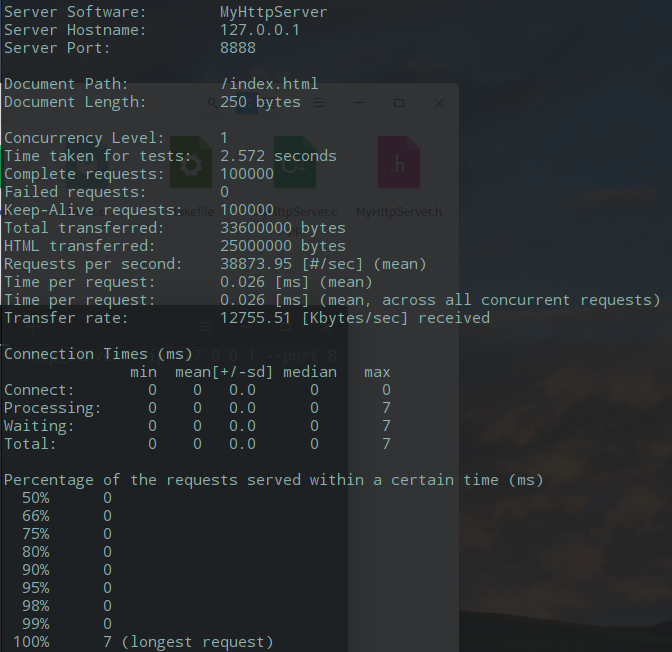 Server Software:        MyHttpServer
Server Hostname:        127.0.0.1
Server Port:            8888
Document Path:          /index.html
Document Length:        250 bytes
Concurrency Level:      1
Time taken for tests:   2.572 seconds
Complete requests:      100000
Failed requests:        0
Keep-Alive requests:    100000
Total transferred:      33600000 bytes
HTML transferred:       25000000 bytes
Requests per second:    38873.95 [#/sec] (mean)
Time per request:       0.026 [ms] (mean)
Time per request:       0.026 [ms] (mean, across all concurrent requests)
Transfer rate:          12755.51 [Kbytes/sec] received
Connection Times (ms)
              min  mean[+/-sd] median   max
Connect:        0    0   0.0      0       0
Processing:     0    0   0.0      0       7
Waiting:        0    0   0.0      0       7
Total:          0    0   0.0      0       7
Percentage of the requests served within a certain time (ms)
  50%      0
  66%      0
  75%      0
  80%      0
  90%      0
  95%      0
  98%      0
  99%      0
 100%      7 (longest request)
.h
MyHttpServer.h